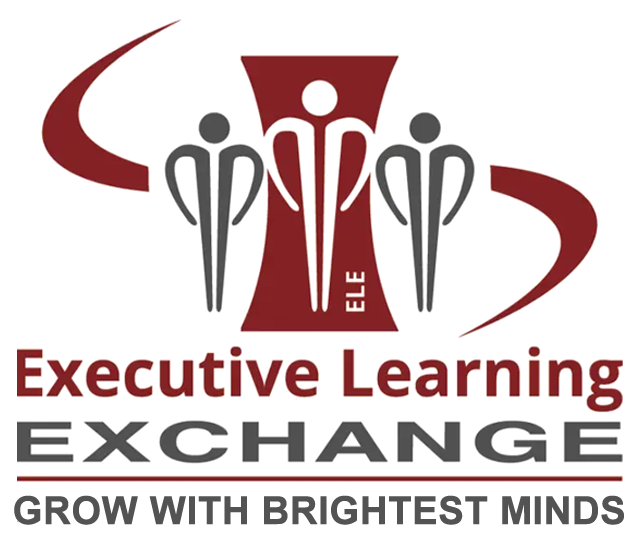 ELE
Executive Learning
EXCHANGE
GROW WITH BRIGHTEST MINDS